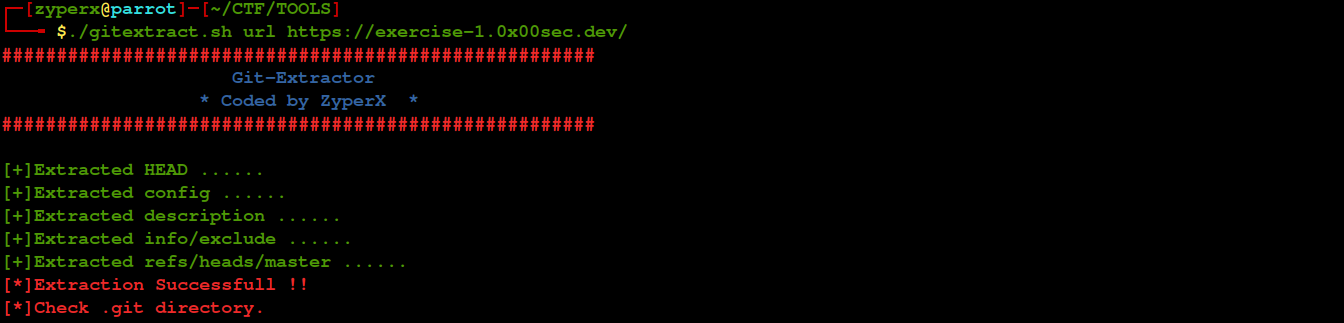 ┌─[zyperx@parrot]─[~/CTF/TOOLS]
└──╼ $./gitextract.sh url https://exercise-1.0x00sec.dev/
######################################################
Git-Extractor
* Coded by ZyperX  *
######################################################
[+]Extracted HEAD ......
[+]Extracted config ......
[+]Extracted description ......
[+]Extracted info/exclude ......
[+]Extracted refs/heads/master ......
[*]Extraction Successfull !!
[*]Check .git directory.